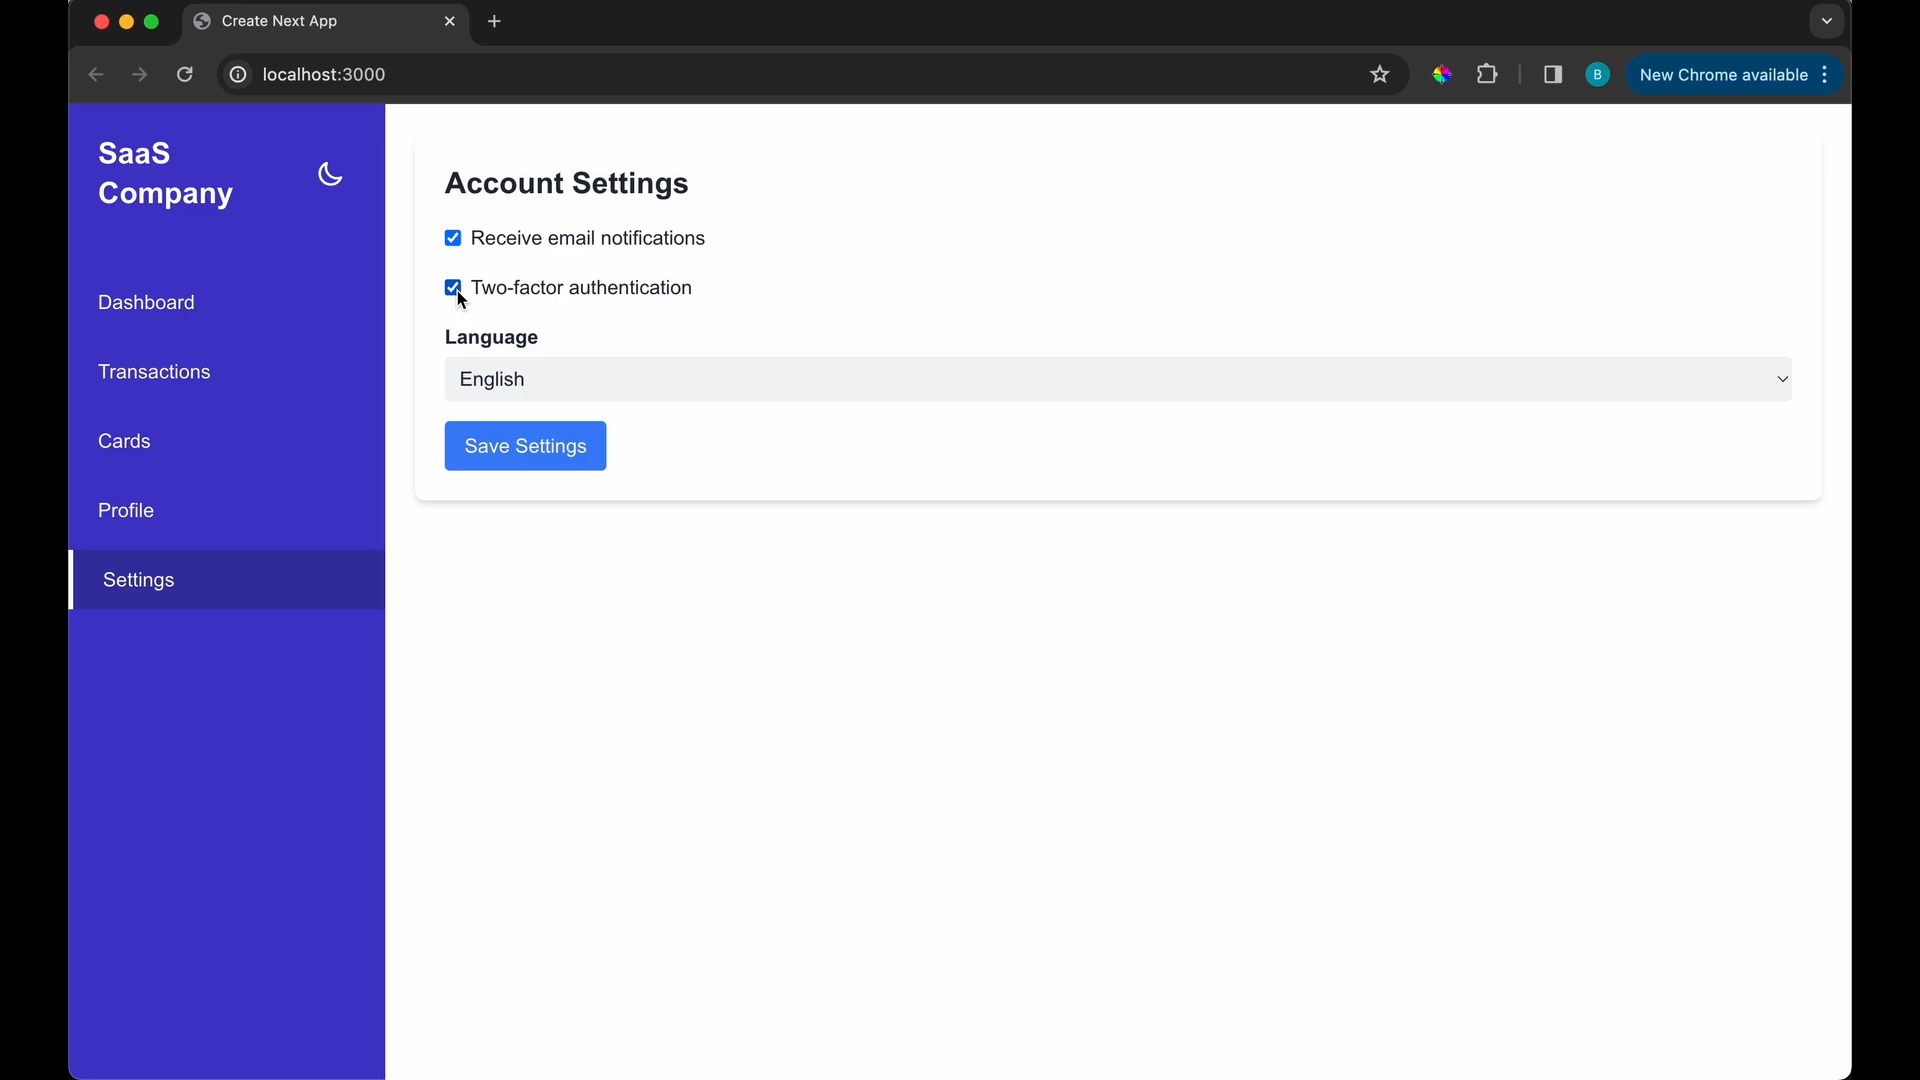 Create Next App
localhost:3000
B
New Chrome available
SaaS
Company
Dashboard
Transactions
Cards
Profile
Settings
Account Settings
Receive email notifications
Two-factor authentication
Language
English
Save Settings